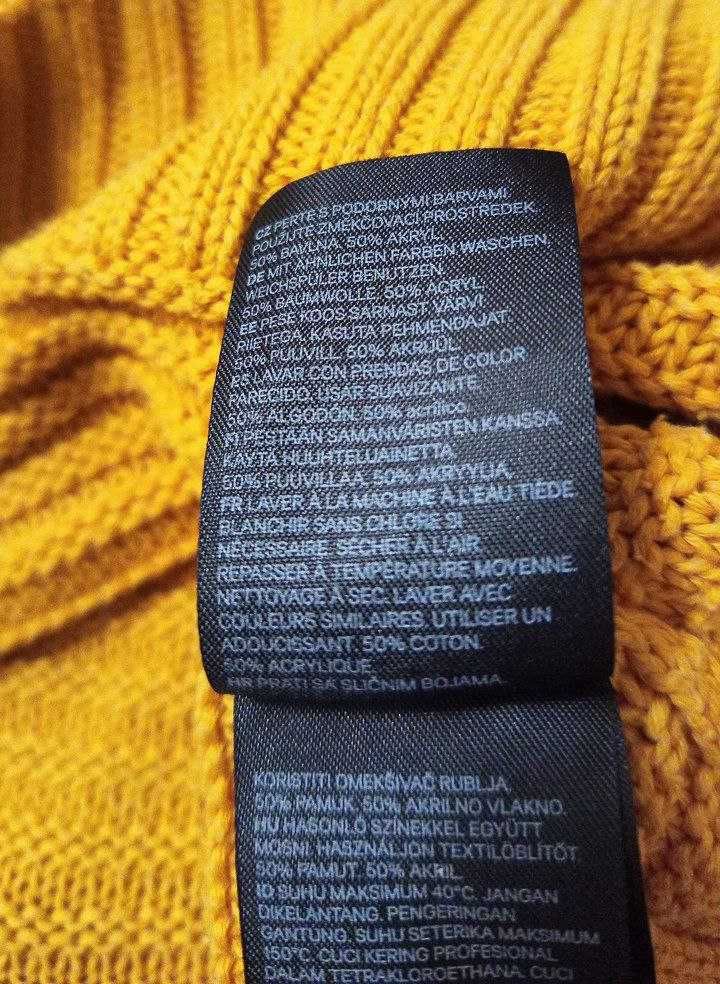 CZ PERTE S PODOBNÝMI BARVAMI.
POUŽIJTE ZMĚKČOVACÍ PROSTŘEDEK.
50% BAVLNA. 50% AKRYL.
DE MIT ÄHNLICHEN FARBEN WASCHEN.
WEICHSPÜLER BENUTZEN.
50% BAUMWOLLE. 50% ACRYL
EE PESE KOOS SARNAST VÄRVI
RIIETEGA. KASUTA PEHMENDAJAT.
50% PUUVILL. 50% AKRÜÜL
ES LAVAR CON PRENDAS DE COLOR
PARECIDO. USAR SUAVIZANTE.
50% ALGODÓN. 50% acrílico.
FI PESTÄÄN SAMANVÄRISTEN KANSSA.
KÄYTÄ HUUHTELUAINETTA
50% PUUVILLAA. 50% AKRYYLIÄ.
FR LAVER À LA MACHINE À L'EAU TIÈDE.
BLANCHIR SANS CHLORE SI
NÉCESSAIRE. SÉCHER À L'AIR.
REPASSER À TEMPÉRATURE MOYENNE.
NETTOYAGE À SEC. LAVER AVEC
COULEURS SIMILAIRES. UTILISER UN
ADOUCISSANT. 50% COTON.
50% ACRYLIQUE
HR PRATI SA SLIČNIM BOJAMA.
KORISTITI OMEKŠIVAČ RUBLJA.
50% PAMUK. 50% AKRILNO VLAKNO.
HU HASONLÓ SZÍNEKKEL EGYÜTT
MOSNI. HASZNÁLJON TEXTILÖBLÍTŐT.
50% PAMUT. 50% AKRIL.
ID SUHU MAKSIMUM 40°C. JANGAN
DIKELANTANG. PENGERINGAN
GANTUNG. SUHU SETERIKA MAKSIMUM
150°C. CUCI KERING PROFESIONAL
DALAM TETRAKLOROETHANA. CUCI